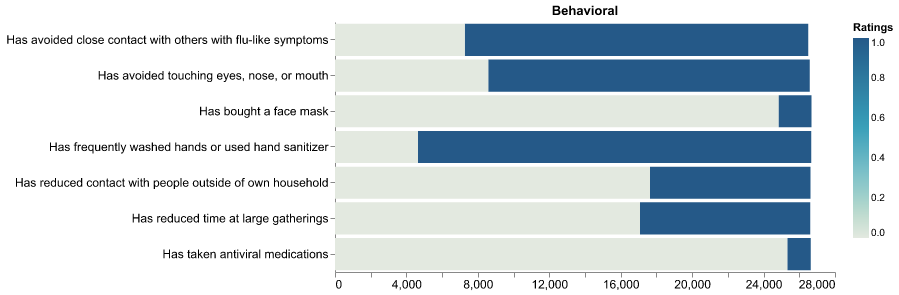 Behavioral
Has avoided close contact with others with flu-like symptoms
Has avoided touching eyes, nose, or mouth
Has bought a face mask
Has frequently washed hands or used hand sanitizer
Has reduced contact with people outside of own household
Has reduced time at large gatherings
Has taken antiviral medications
0 4,000 8,000 12,000 16,000 20,000 24,000 28,000
Ratings
1.0
0.8
0.6
0.4
0.2
0.0